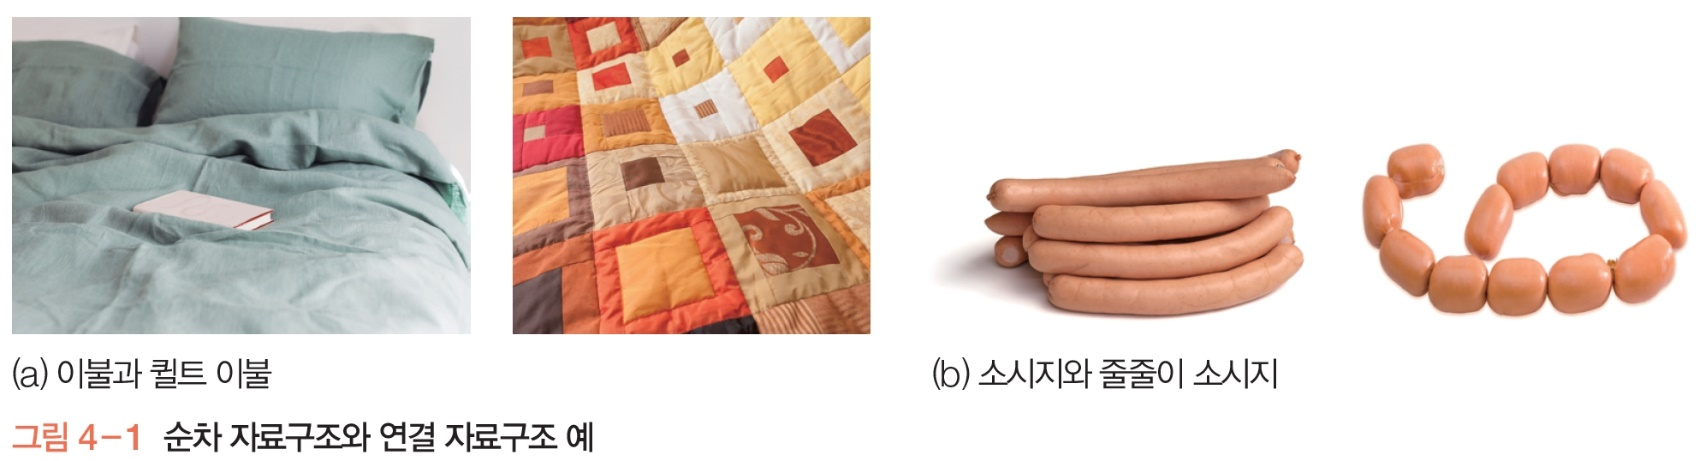 (a) 이불과 퀼트 이불
(b) 소시지와 줄줄이 소시지
그림 4-1 순차 자료구조와 연결 자료구조 예